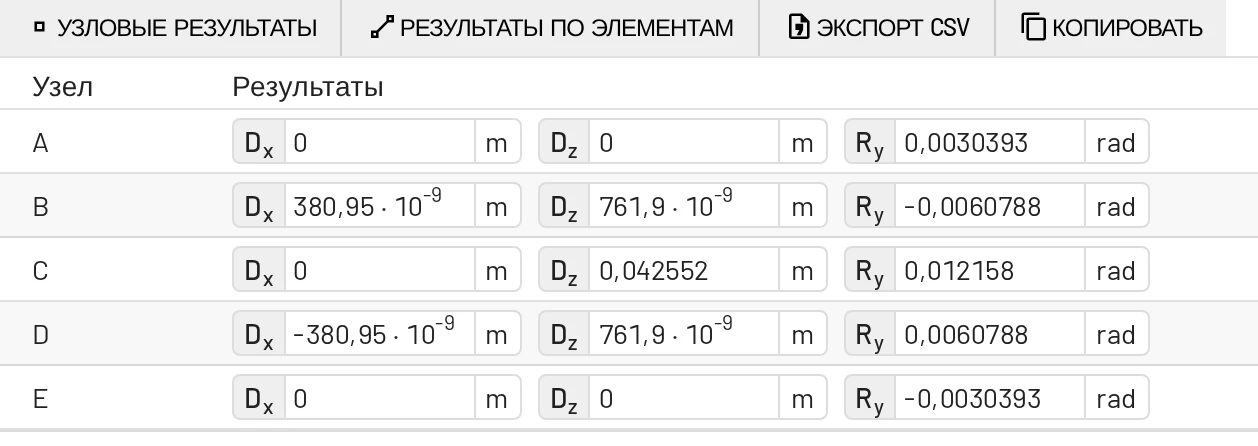 УЗЛОВЫЕ РЕЗУЛЬТАТЫ РЕЗУЛЬТАТЫ ПО ЭЛЕМЕНТАМ ЭКСПОРТ CSV КОПИРОВАТЬ
Узел Результаты
A Dx 0 m Dz 0 m Ry 0,0030393 rad
B Dx 380,95 · 10^-9 m Dz 761,9 · 10^-9 m Ry -0,0060788 rad
C Dx 0 m Dz 0,042552 m Ry 0,012158 rad
D Dx -380,95 · 10^-9 m Dz 761,9 · 10^-9 m Ry 0,0060788 rad
E Dx 0 m Dz 0 m Ry -0,0030393 rad